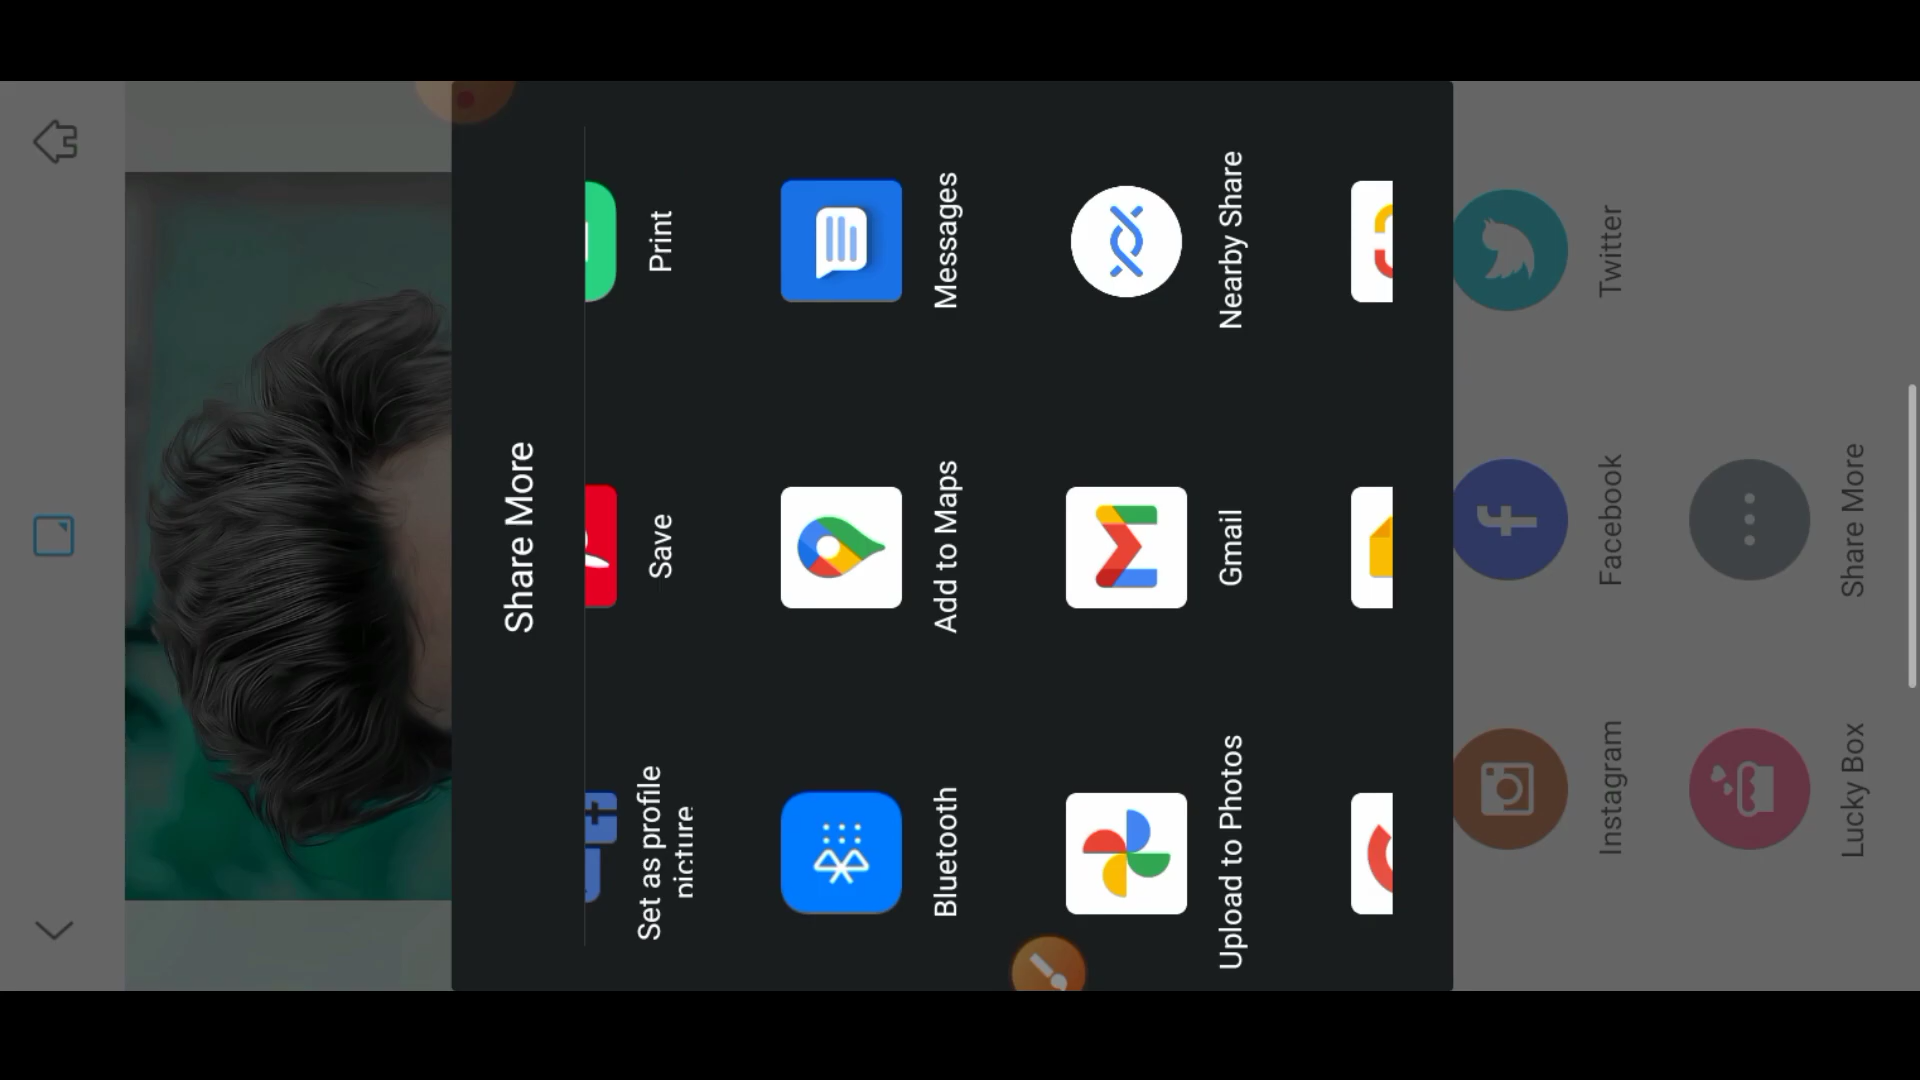 Share More
Set as profile
picture
Save
Print
Bluetooth
Add to Maps
Messages
Upload to Photos
Gmail
Nearby Share
Instagram
Facebook
Twitter
Lucky Box
Share More